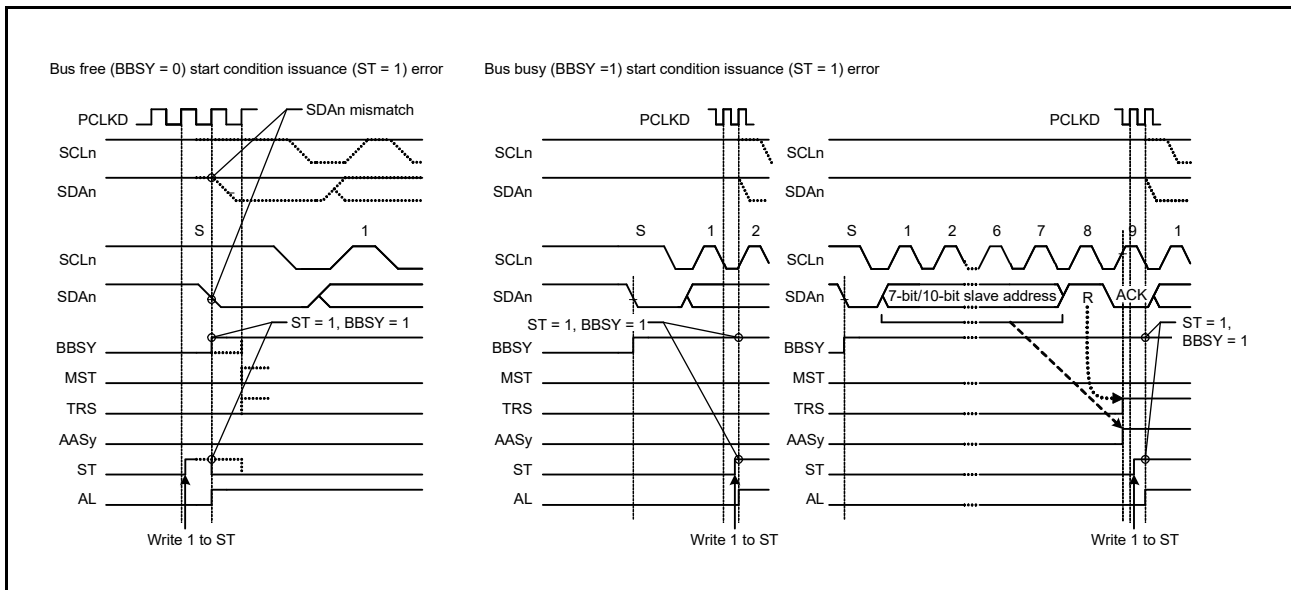 Bus free (BBSY = 0) start condition issuance (ST = 1) error
Bus busy (BBSY =1) start condition issuance (ST = 1) error
PCLKD
SDAn mismatch
SCLn
SDAn
S 1
SCLn
SDAn
ST = 1, BBSY = 1
BBSY
MST
TRS
AASy
ST
AL
Write 1 to ST
PCLKD
SCLn
SDAn
S 1 2
SCLn
SDAn
ST = 1, BBSY = 1
BBSY
MST
TRS
AASy
ST
AL
Write 1 to ST
PCLKD
SCLn
SDAn
S 1 2 6 7 8 9 1
SCLn
SDAn
7-bit/10-bit slave address
R
ACK
ST = 1,
BBSY = 1
BBSY
MST
TRS
AASy
ST
AL
Write 1 to ST